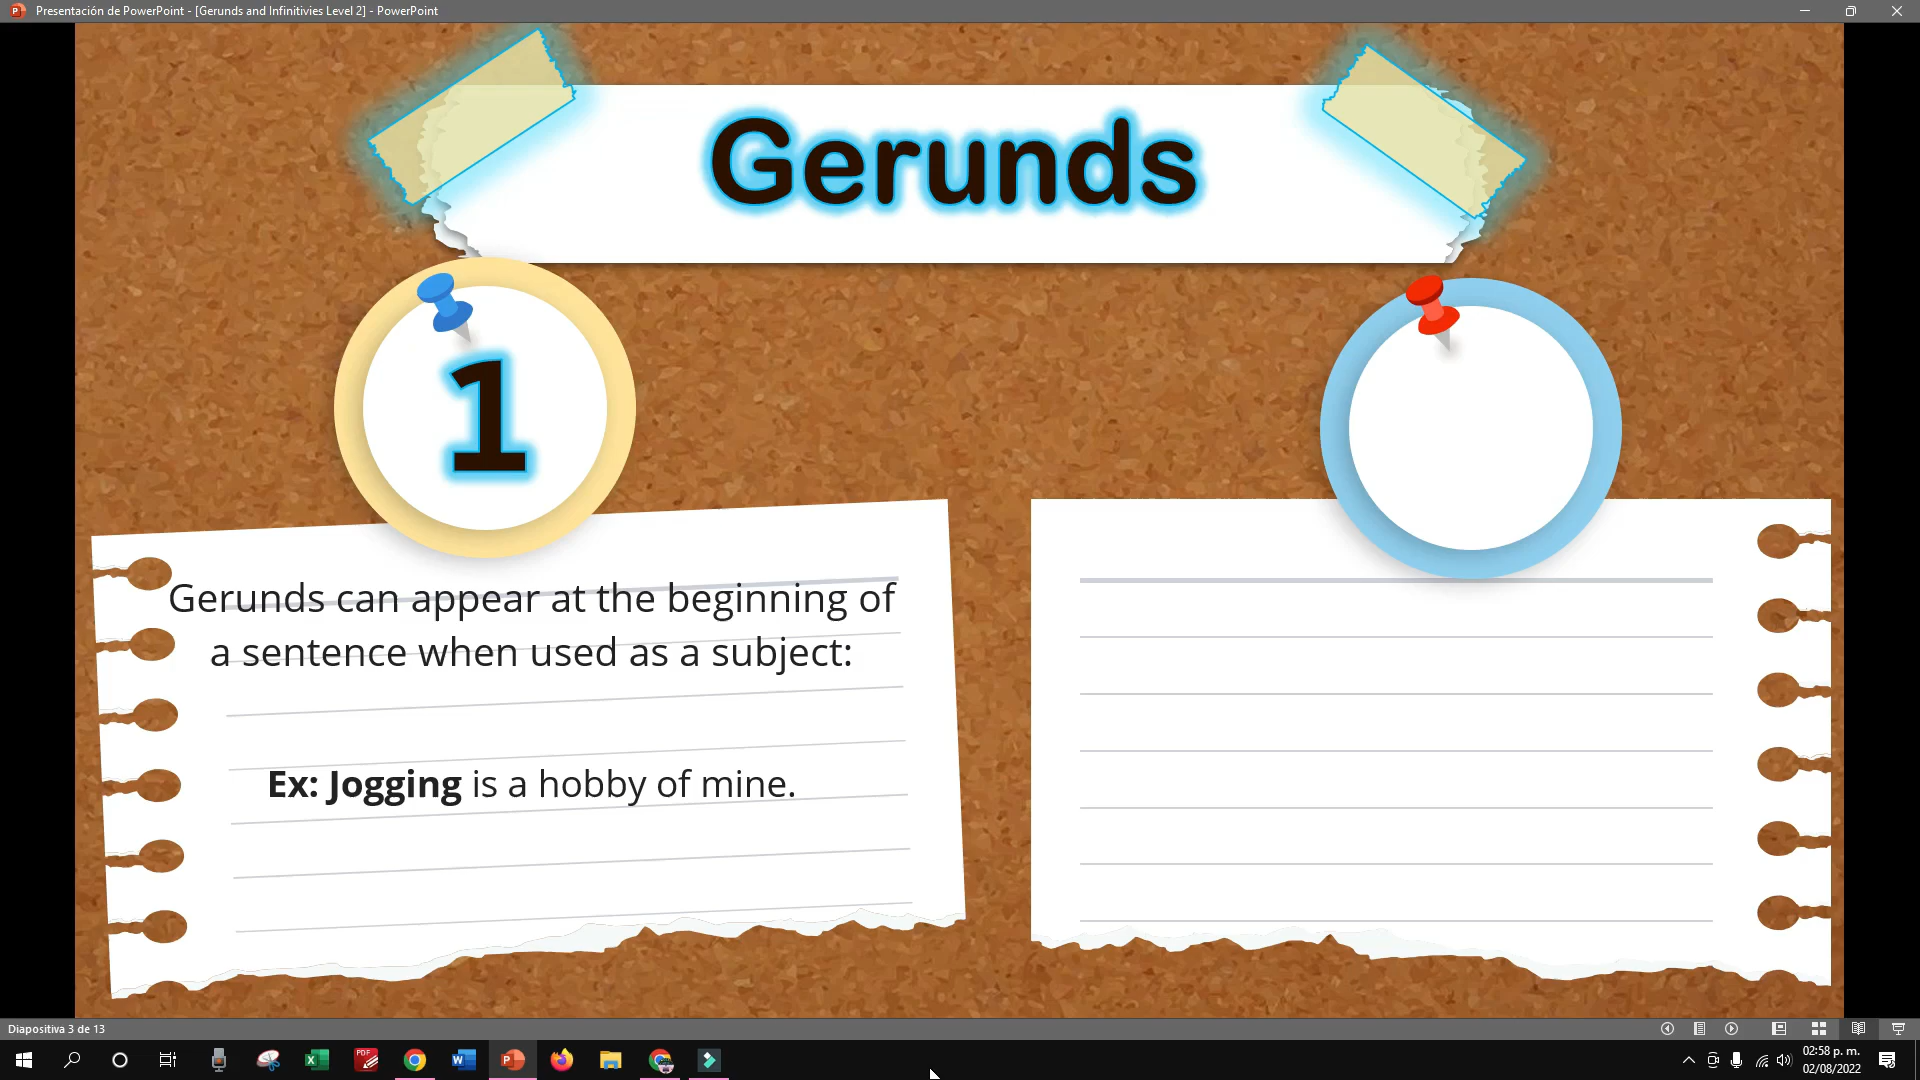 Presentación de PowerPoint - [Gerunds and Infinitivies Level 2] - PowerPoint
Gerunds
1
Gerunds can appear at the beginning of
a sentence when used as a subject:
Ex: Jogging is a hobby of mine.
Diapositiva 3 de 13
PDF
02:58 p. m.
02/08/2022